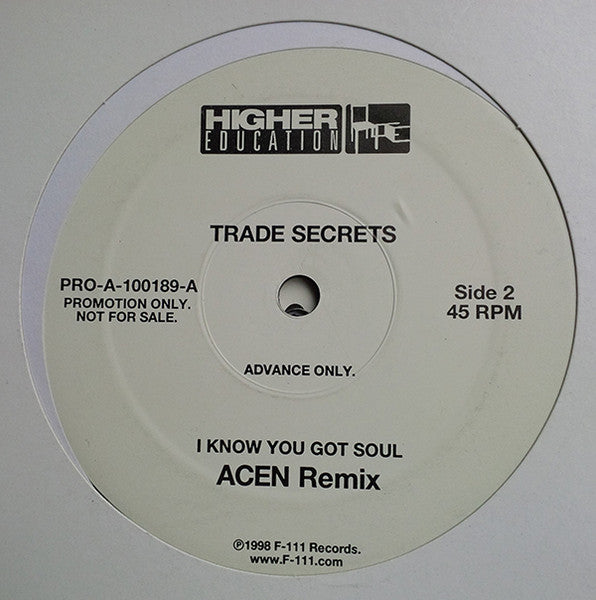 HIGHER
EDUCATION
TRADE SECRETS
PRO-A-100189-A
PROMOTION ONLY.
NOT FOR SALE.
Side 2
45 RPM
ADVANCE ONLY.
I KNOW YOU GOT SOUL
ACEN Remix
℗1998 F-111 Records.
www.F-111.com